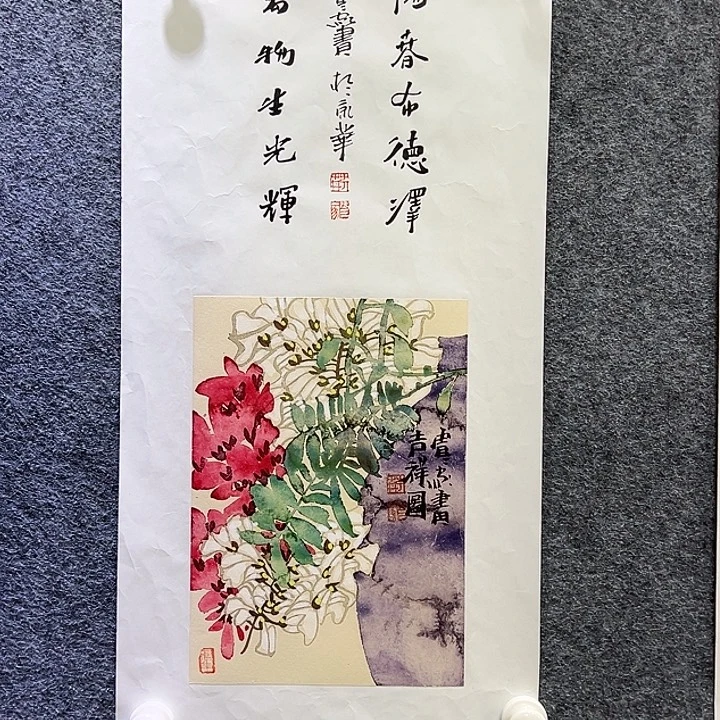 陽春布德澤
萬物生光輝
書於京華
吉祥圖